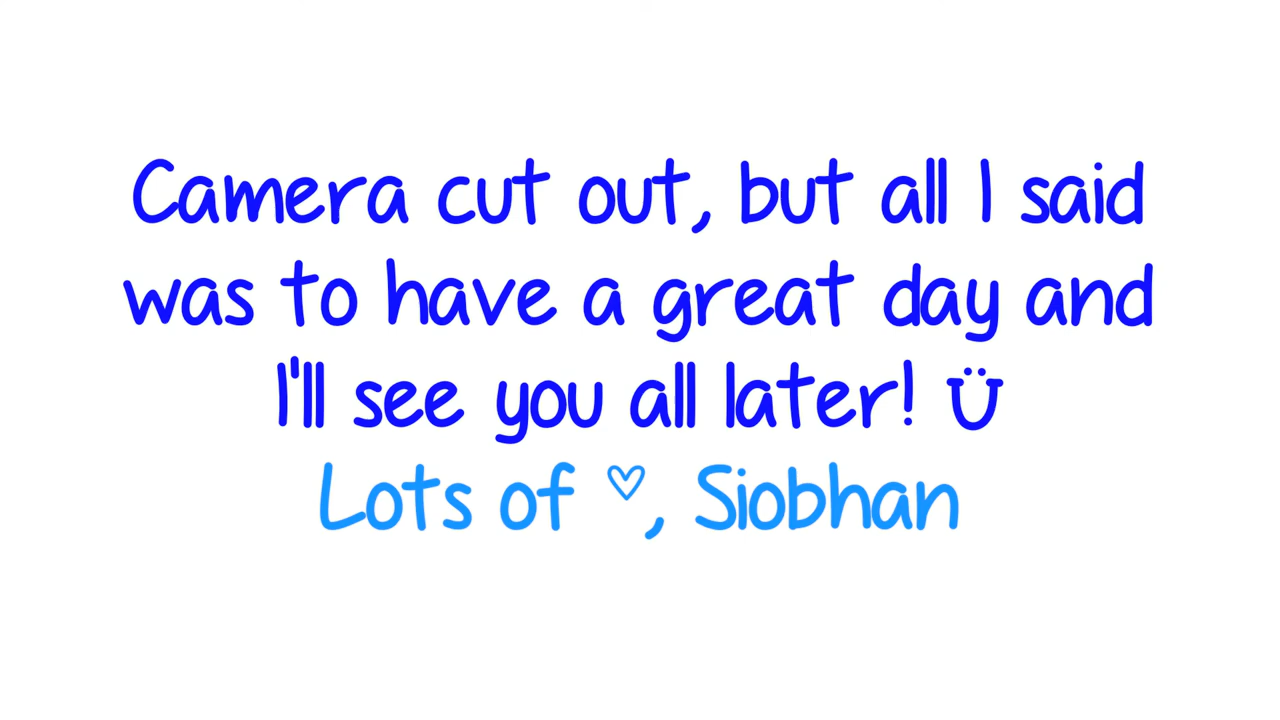 Camera cut out, but all I said
was to have a great day and
I'll see you all later! Ü
Lots of ♡, Siobhan